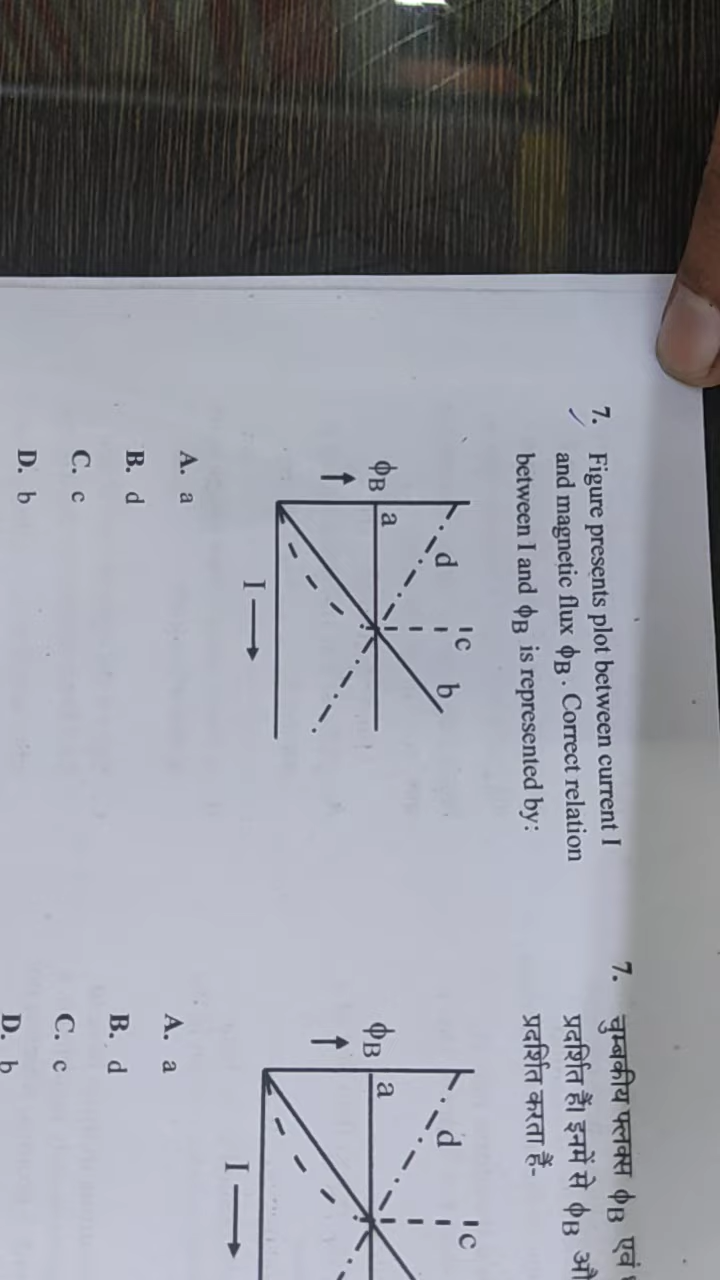 7. Figure presents plot between current I
and magnetic flux ϕB. Correct relation
between I and ϕB is represented by:
c
d
b
ϕB
a
I
A. a
B. d
C. c
D. b
7. चुम्बकीय फ्लक्स ϕB एवं
प्रदर्शित हैं। इनमें से ϕB
प्रदर्शित करता हैं-
c
d
ϕB
a
I
A. a
B. d
C. c
D. b